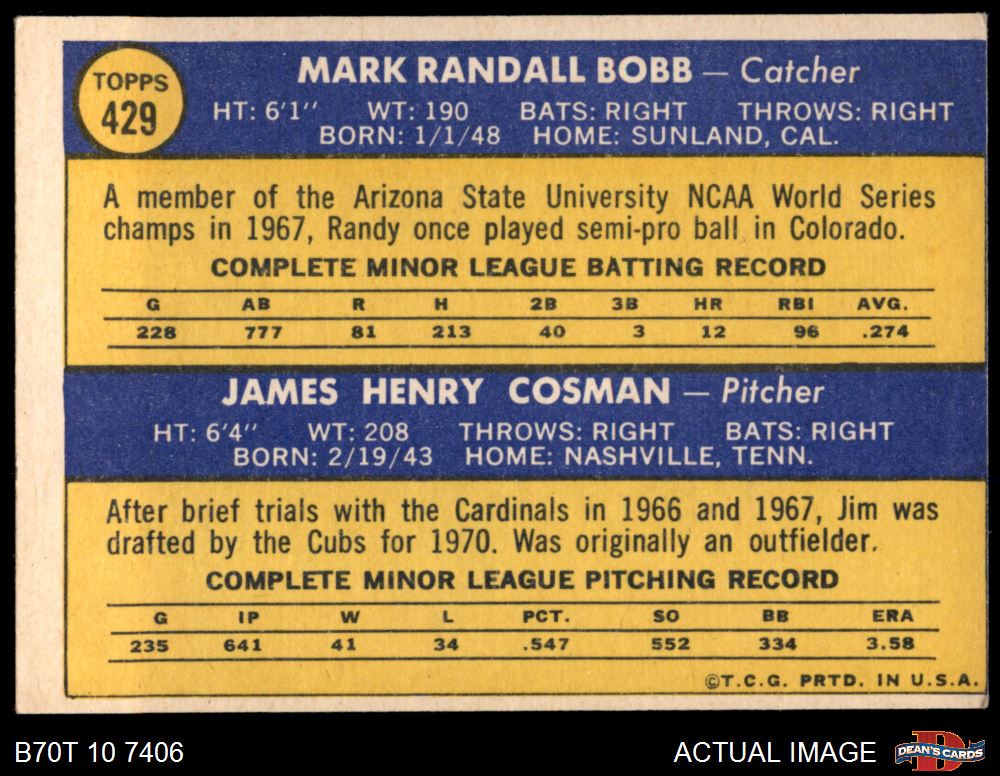 TOPPS
429
MARK RANDALL BOBB — Catcher
HT: 6'1" WT: 190 BATS: RIGHT THROWS: RIGHT
BORN: 1/1/48 HOME: SUNLAND, CAL.
A member of the Arizona State University NCAA World Series
champs in 1967, Randy once played semi-pro ball in Colorado.
COMPLETE MINOR LEAGUE BATTING RECORD
G AB R H 2B 3B HR RBI AVG.
228 777 81 213 40 3 12 96 .274
JAMES HENRY COSMAN — Pitcher
HT: 6'4" WT: 208 THROWS: RIGHT BATS: RIGHT
BORN: 2/19/43 HOME: NASHVILLE, TENN.
After brief trials with the Cardinals in 1966 and 1967, Jim was
drafted by the Cubs for 1970. Was originally an outfielder.
COMPLETE MINOR LEAGUE PITCHING RECORD
G IP W L PCT. SO BB ERA
235 641 41 34 .547 552 334 3.58
©T.C.G. PRTD. IN U.S.A.
B70T 10 7406 ACTUAL IMAGE DEAN'S CARDS